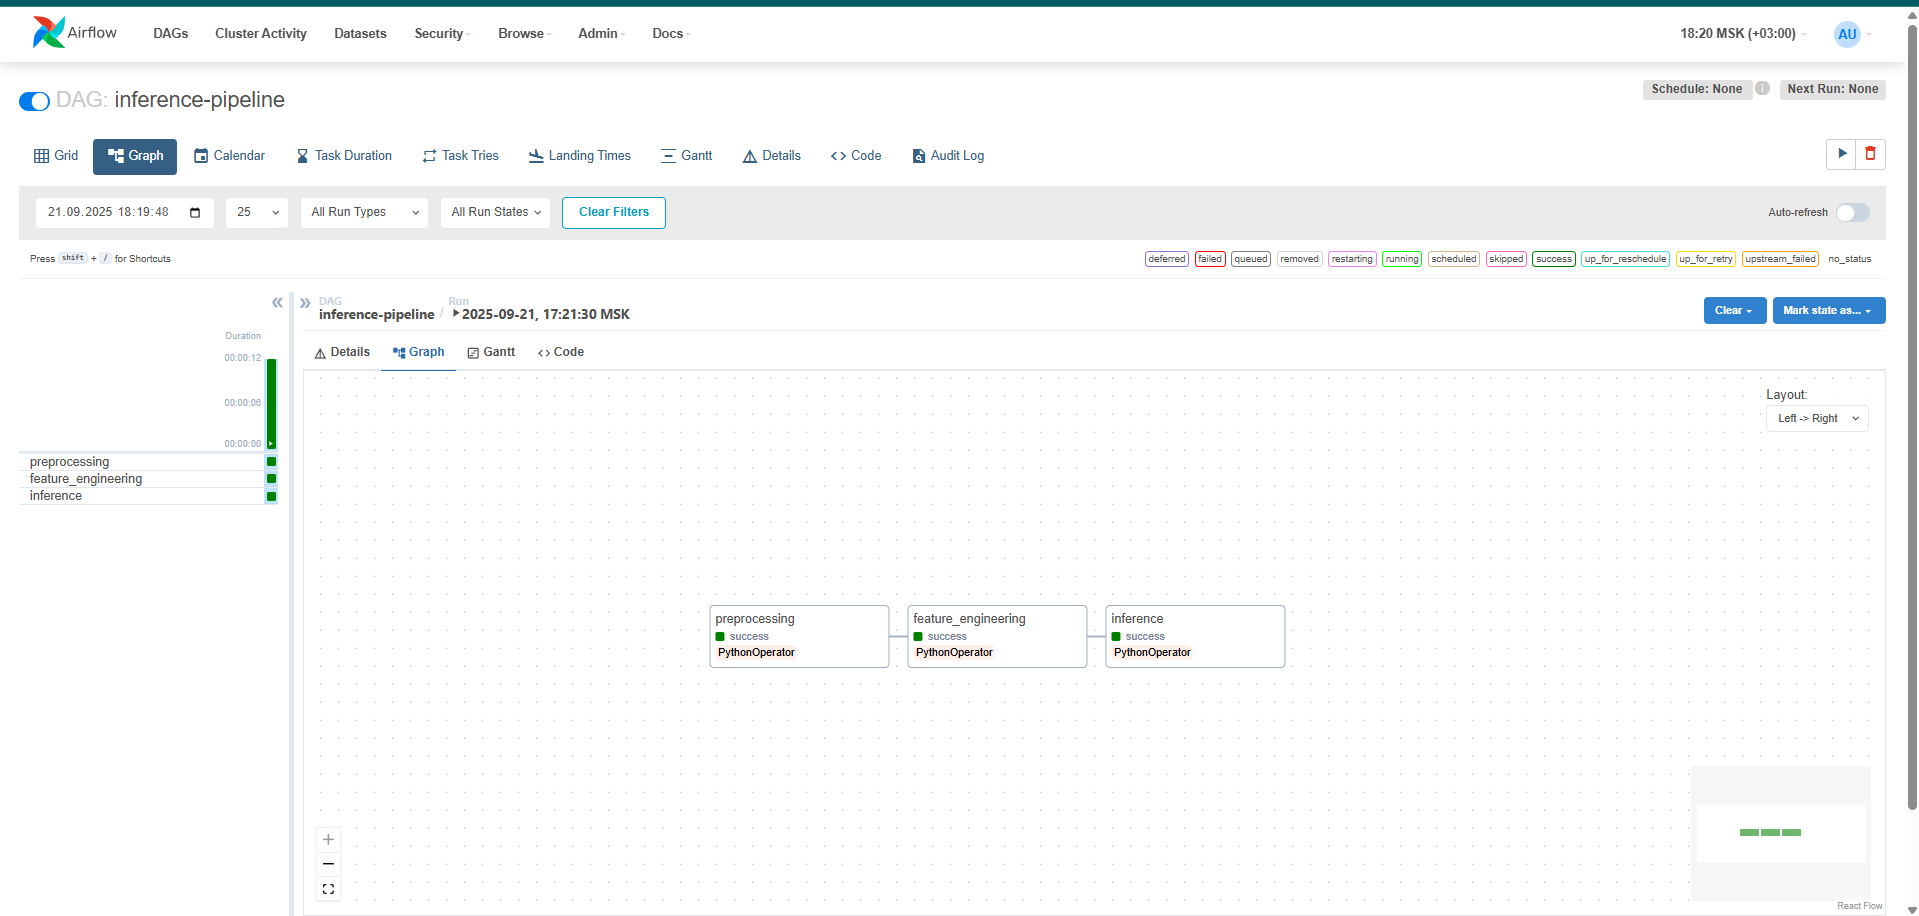 Airflow DAGs Cluster Activity Datasets Security Browse Admin Docs 18:20 MSK (+03:00) AU
DAG: inference-pipeline
Schedule: None i Next Run: None
Grid Graph Calendar Task Duration Task Tries Landing Times Gantt Details <> Code Audit Log
21.09.2025 18:19:48 25 All Run Types All Run States Clear Filters Auto-refresh
Press shift + / for Shortcuts
deferred failed queued removed restarting running scheduled skipped success up_for_reschedule up_for_retry upstream_failed no_status
DAG Run
inference-pipeline / 2025-09-21, 17:21:30 MSK
Clear Mark state as...
Duration
00:00:12
00:00:06
00:00:00
preprocessing
feature_engineering
inference
Details Graph Gantt <> Code
Layout:
Left -> Right
preprocessing
success
PythonOperator
feature_engineering
success
PythonOperator
inference
success
PythonOperator
React Flow